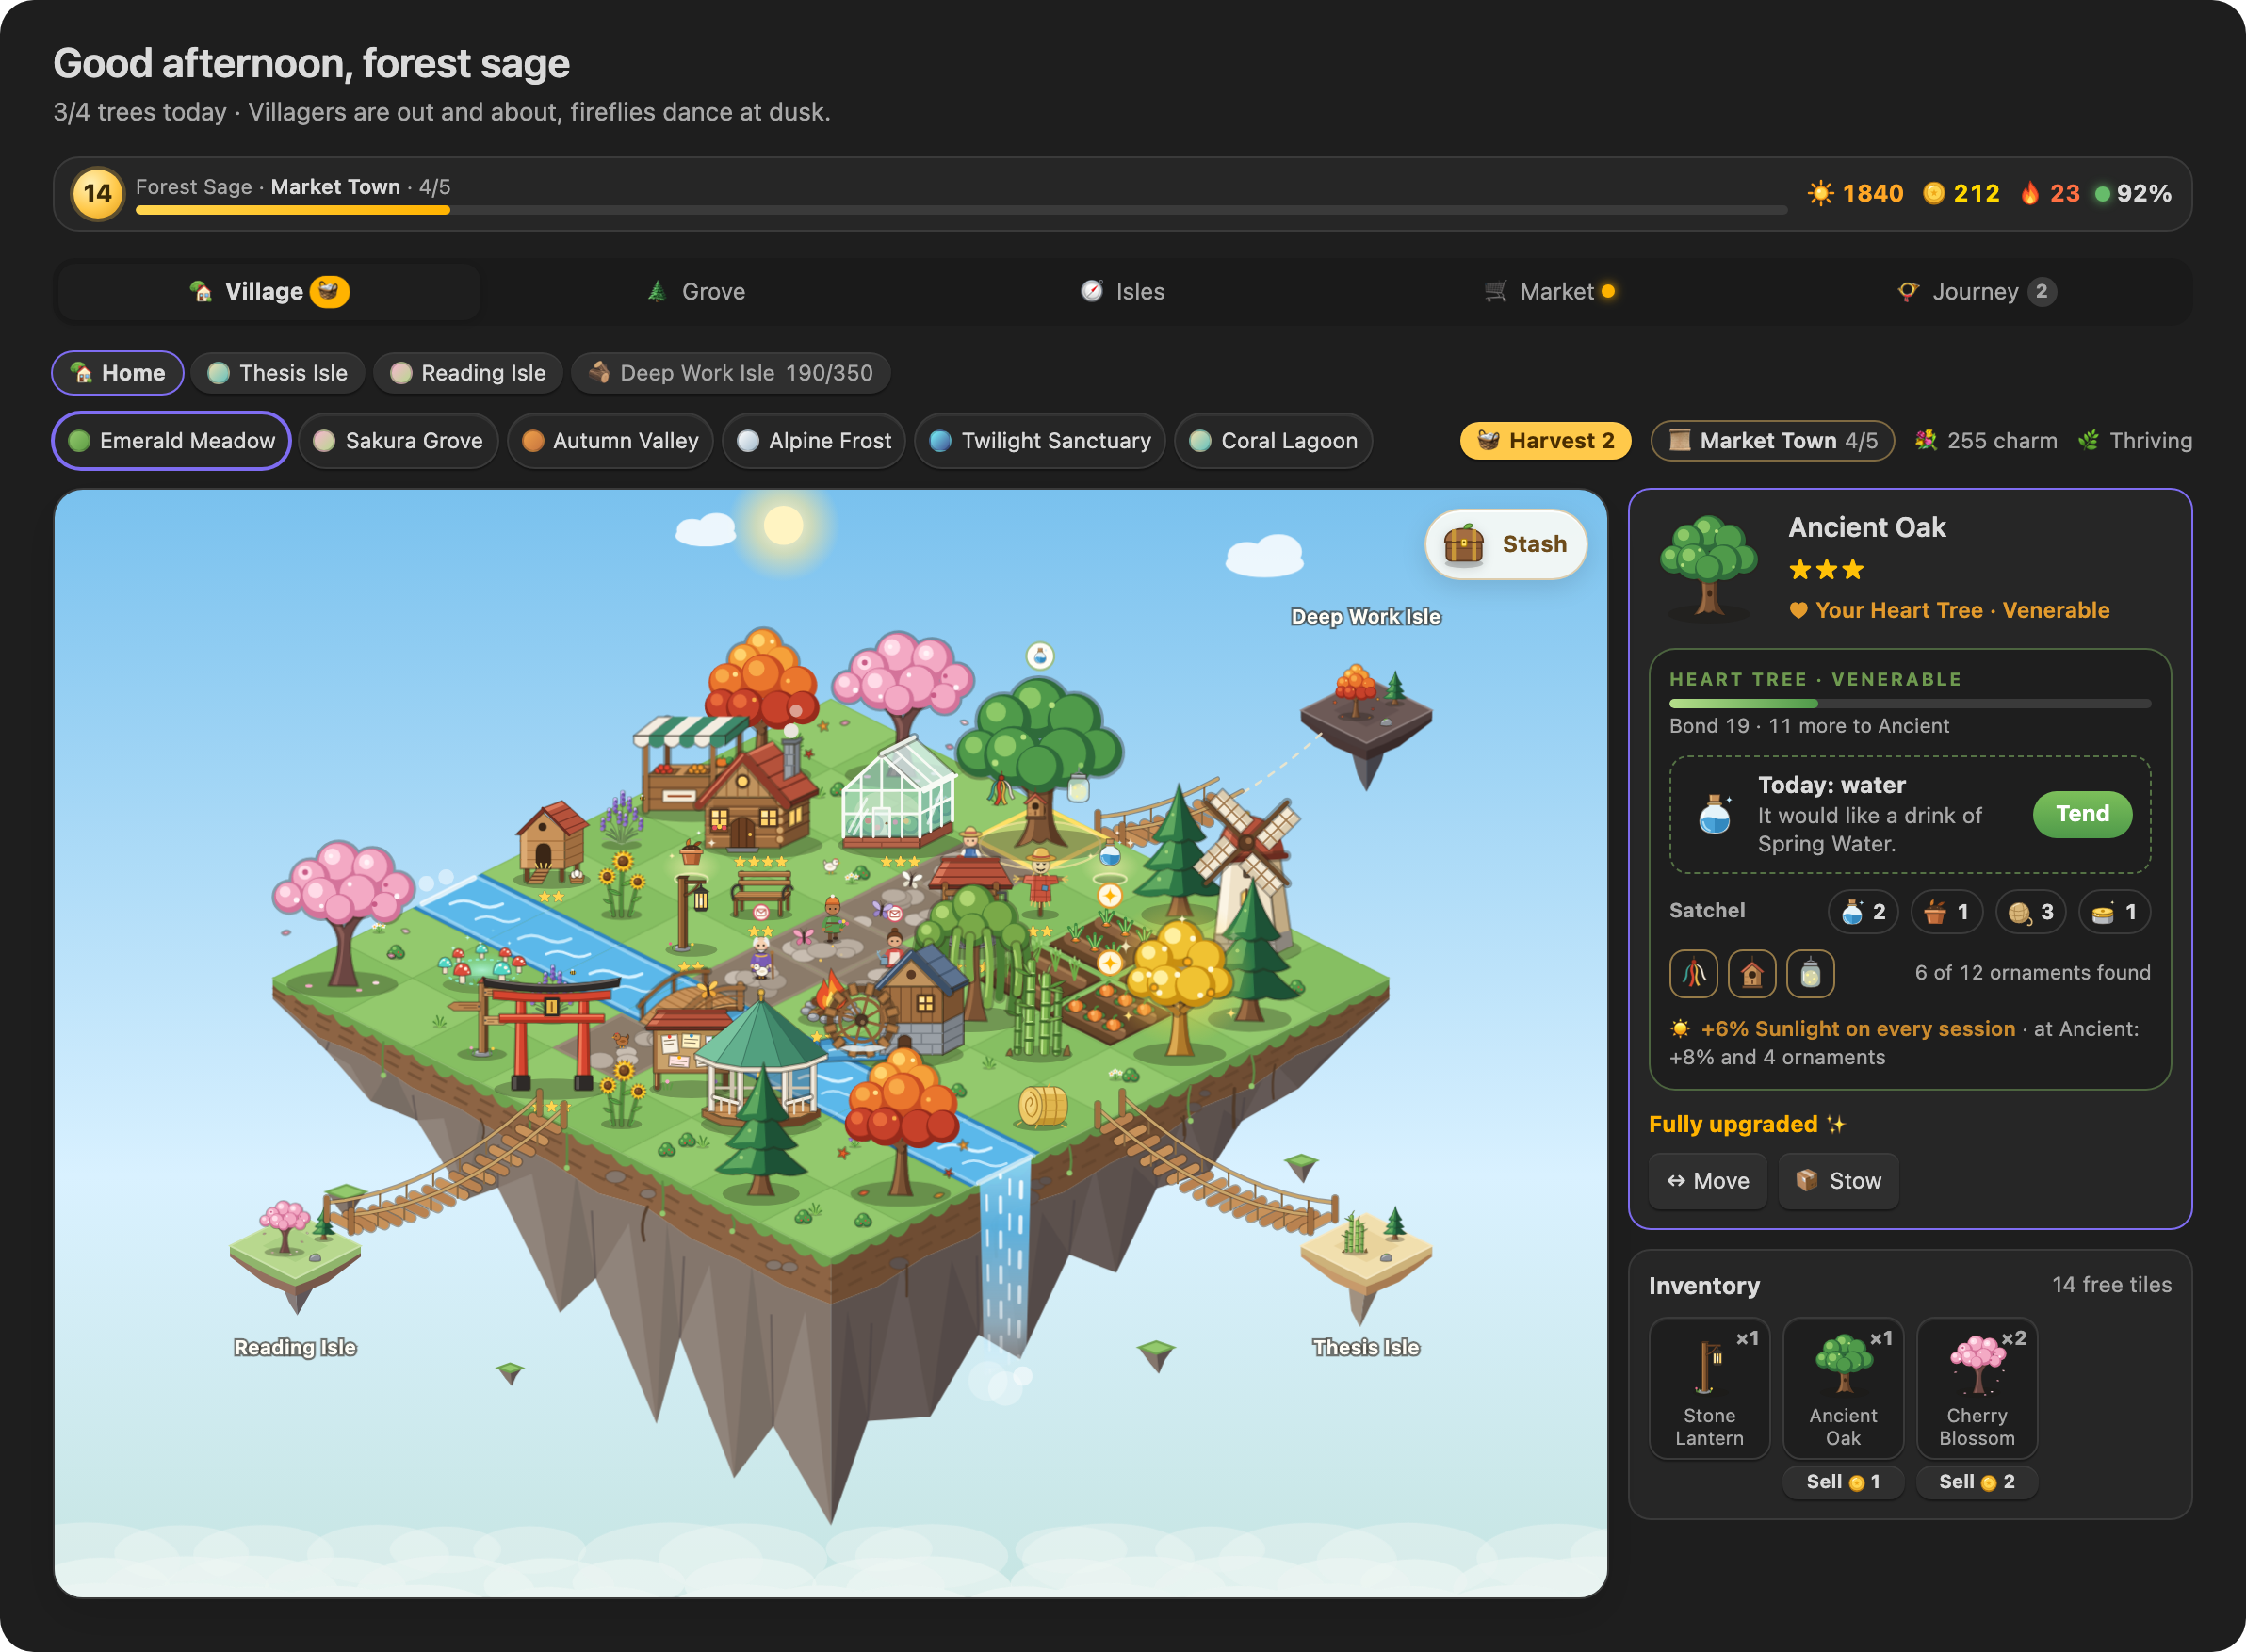 Good afternoon, forest sage
3/4 trees today · Villagers are out and about, fireflies dance at dusk.
14
Forest Sage · Market Town · 4/5
1840
212
23
92%
Village
Grove
Isles
Market
Journey 2
Home
Thesis Isle
Reading Isle
Deep Work Isle 190/350
Emerald Meadow
Sakura Grove
Autumn Valley
Alpine Frost
Twilight Sanctuary
Coral Lagoon
Harvest 2
Market Town 4/5
255 charm
Thriving
Stash
Deep Work Isle
Reading Isle
Thesis Isle
Ancient Oak
Your Heart Tree · Venerable
HEART TREE · VENERABLE
Bond 19 · 11 more to Ancient
Today: water
It would like a drink of
Spring Water.
Tend
Satchel
2
1
3
1
6 of 12 ornaments found
+6% Sunlight on every session · at Ancient:
+8% and 4 ornaments
Fully upgraded
Move
Stow
Inventory
14 free tiles
×1
Stone
Lantern
×1
Ancient
Oak
Sell 1
×2
Cherry
Blossom
Sell 2